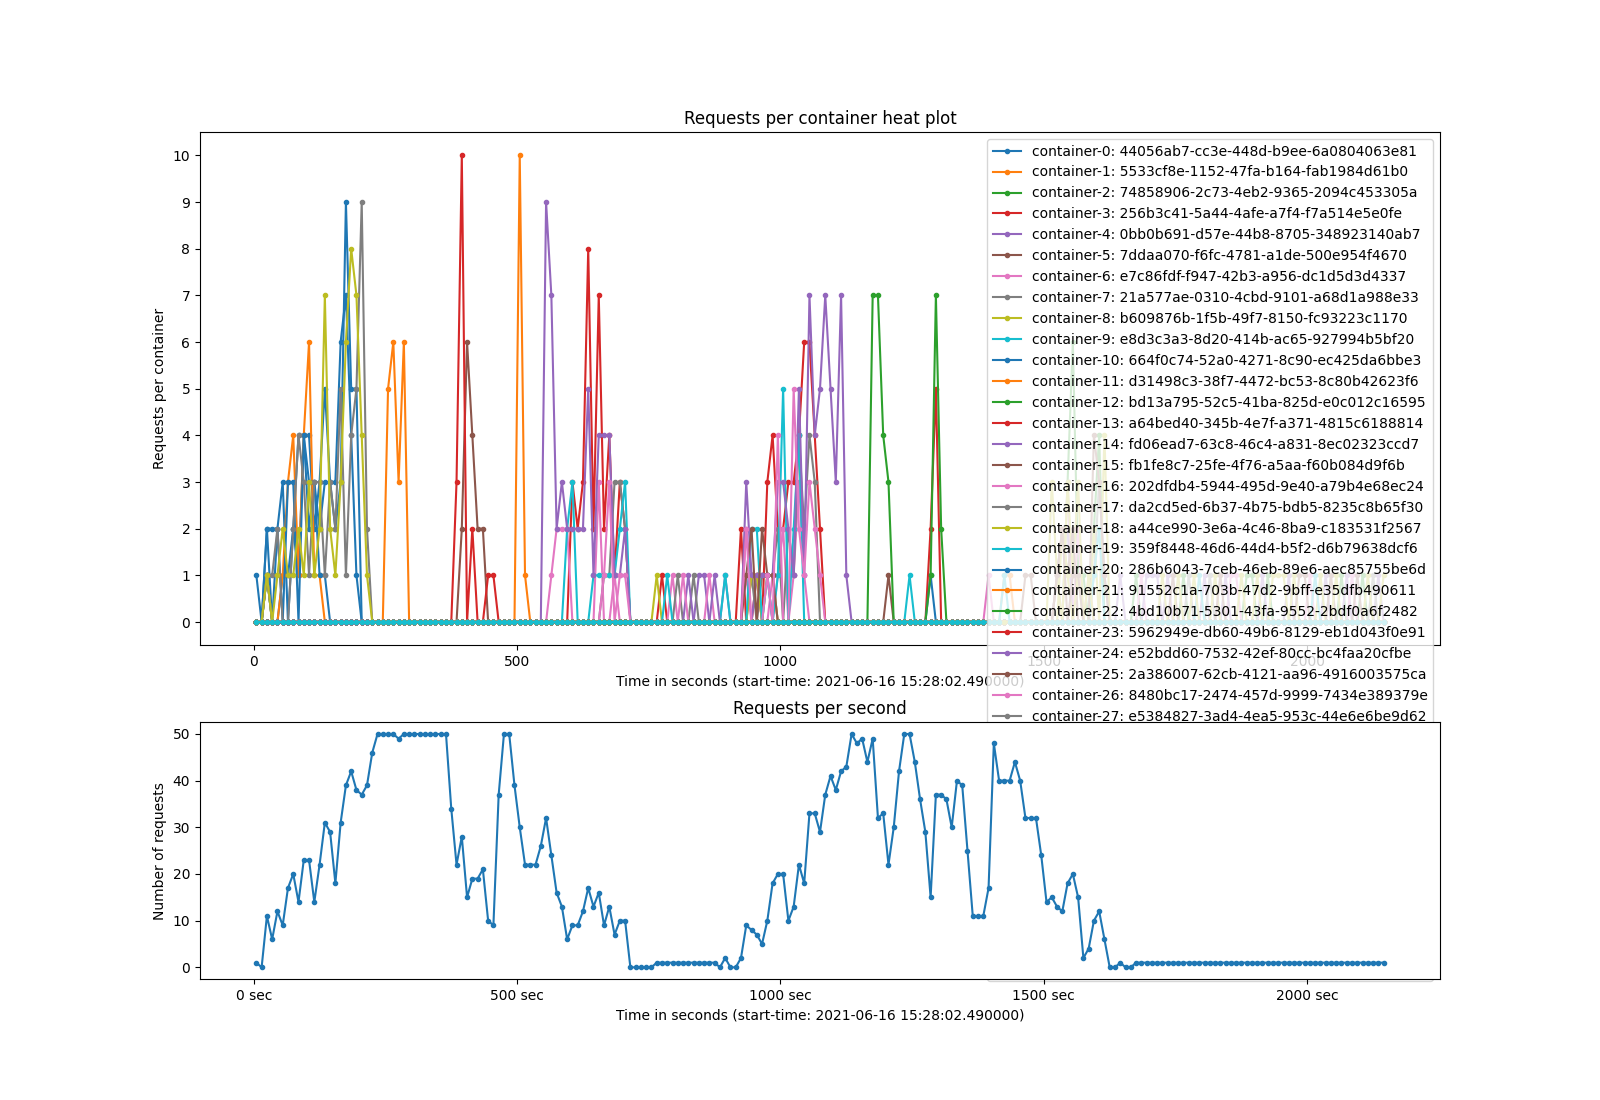 Requests per container heat plot
Requests per container
10
9
8
7
6
5
4
3
2
1
0
container-0: 44056ab7-cc3e-448d-b9ee-6a0804063e81
container-1: 5533cf8e-1152-47fa-b164-fab1984d61b0
container-2: 74858906-2c73-4eb2-9365-2094c453305a
container-3: 256b3c41-5a44-4afe-a7f4-f7a514e5e0fe
container-4: 0bb0b691-d57e-44b8-8705-348923140ab7
container-5: 7ddaa070-f6fc-4781-a1de-500e954f4670
container-6: e7c86fdf-f947-42b3-a956-dc1d5d3d4337
container-7: 21a577ae-0310-4cbd-9101-a68d1a988e33
container-8: b609876b-1f5b-49f7-8150-fc93223c1170
container-9: e8d3c3a3-8d20-414b-ac65-927994b5bf20
container-10: 664f0c74-52a0-4271-8c90-ec425da6bbe3
container-11: d31498c3-38f7-4472-bc53-8c80b42623f6
container-12: bd13a795-52c5-41ba-825d-e0c012c16595
container-13: a64bed40-345b-4e7f-a371-4815c6188814
container-14: fd06ead7-63c8-46c4-a831-8ec02323ccd7
container-15: fb1fe8c7-25fe-4f76-a5aa-f60b084d9f6b
container-16: 202dfdb4-5944-495d-9e40-a79b4e68ec24
container-17: da2cd5ed-6b37-4b75-bdb5-8235c8b65f30
container-18: a44ce990-3e6a-4c46-8ba9-c183531f2567
container-19: 359f8448-46d6-44d4-b5f2-d6b79638dcf6
container-20: 286b6043-7ceb-46eb-89e6-aec85755be6d
container-21: 91552c1a-703b-47d2-9bff-e35dfb490611
container-22: 4bd10b71-5301-43fa-9552-2bdf0a6f2482
container-23: 5962949e-db60-49b6-8129-eb1d043f0e91
container-24: e52bdd60-7532-42ef-80cc-bc4faa20cfbe
container-25: 2a386007-62cb-4121-aa96-4916003575ca
container-26: 8480bc17-2474-457d-9999-7434e389379e
container-27: e5384827-3ad4-4ea5-953c-44e6e6be9d62
0 500 1000 1500 2000
Time in seconds (start-time: 2021-06-16 15:28:02.490000)
Requests per second
Number of requests
50
40
30
20
10
0
0 sec 500 sec 1000 sec 1500 sec 2000 sec
Time in seconds (start-time: 2021-06-16 15:28:02.490000)